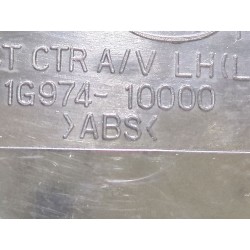 T CTR A/V LH(L
1G974-10000
>ABS<